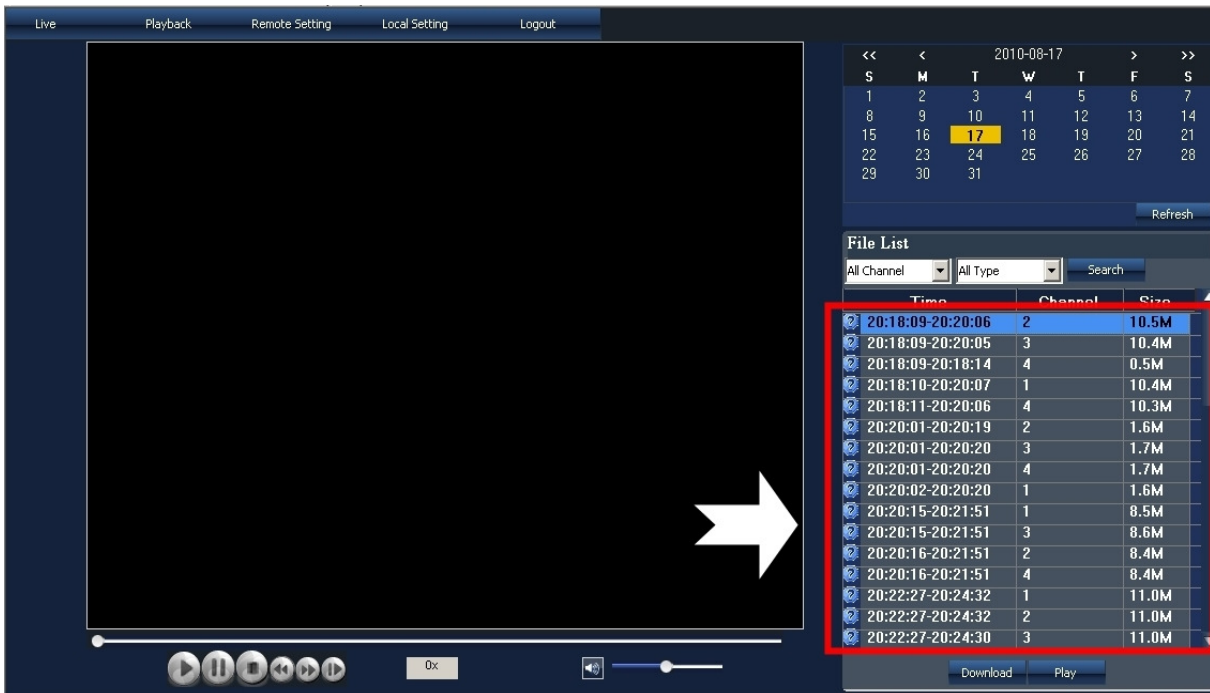 Live Playback Remote Setting Local Setting Logout
<< < 2010-08-17 > >>
S M T W T F S
1 2 3 4 5 6 7
8 9 10 11 12 13 14
15 16 17 18 19 20 21
22 23 24 25 26 27 28
29 30 31
Refresh
File List
All Channel All Type Search
Time Channel Size
20:18:09-20:20:06 2 10.5M
20:18:09-20:20:05 3 10.4M
20:18:09-20:18:14 4 0.5M
20:18:10-20:20:07 1 10.4M
20:18:11-20:20:06 4 10.3M
20:20:01-20:20:19 2 1.6M
20:20:01-20:20:20 3 1.7M
20:20:01-20:20:20 4 1.7M
20:20:02-20:20:20 1 1.6M
20:20:15-20:21:51 1 8.5M
20:20:15-20:21:51 3 8.6M
20:20:16-20:21:51 2 8.4M
20:20:16-20:21:51 4 8.4M
20:22:27-20:24:32 1 11.0M
20:22:27-20:24:32 2 11.0M
20:22:27-20:24:30 3 11.0M
0x
Download Play